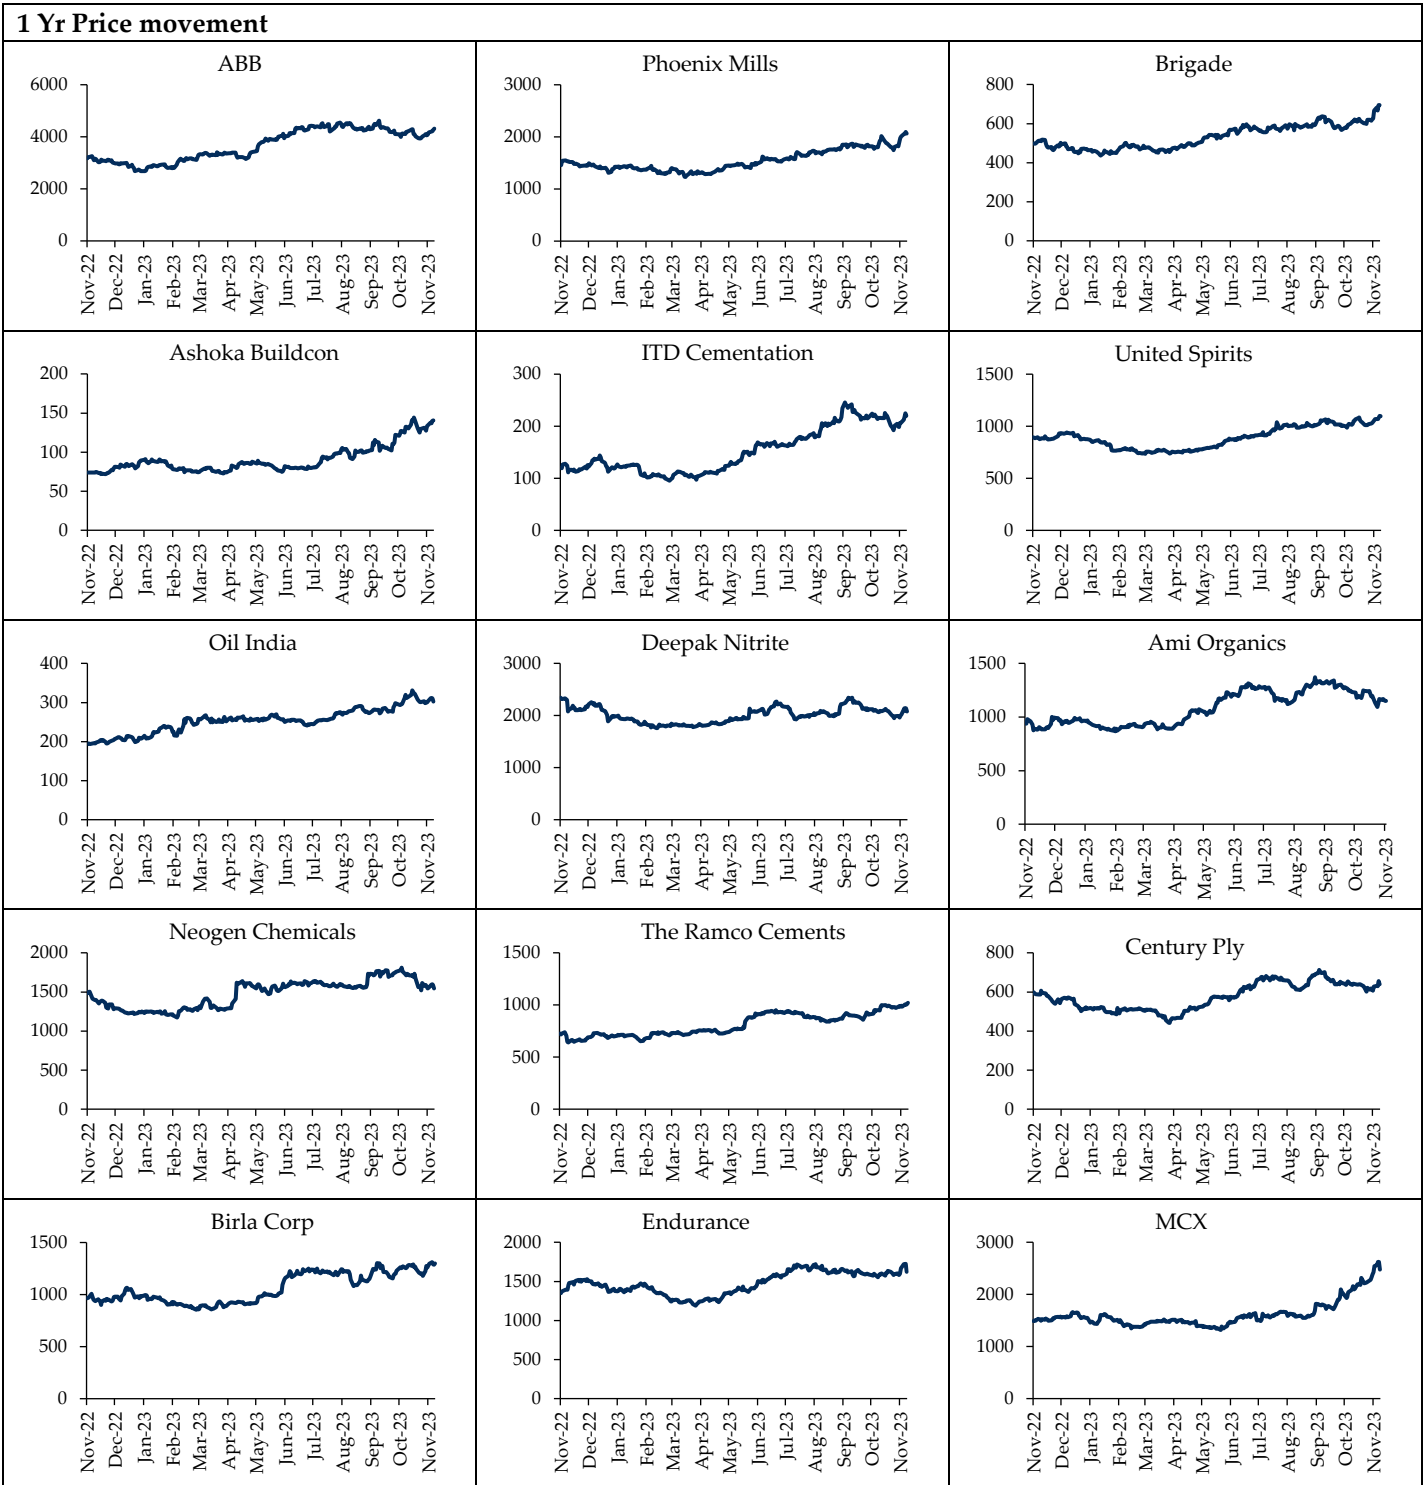 1 Yr Price movement
ABB
6000
4000
2000
0
Nov-22 Dec-22 Jan-23 Feb-23 Mar-23 Apr-23 May-23 Jun-23 Jul-23 Aug-23 Sep-23 Oct-23 Nov-23
Phoenix Mills
3000
2000
1000
0
Nov-22 Dec-22 Jan-23 Feb-23 Mar-23 Apr-23 May-23 Jun-23 Jul-23 Aug-23 Sep-23 Oct-23 Nov-23
Brigade
800
600
400
200
0
Nov-22 Dec-22 Jan-23 Feb-23 Mar-23 Apr-23 May-23 Jun-23 Jul-23 Aug-23 Sep-23 Oct-23 Nov-23
Ashoka Buildcon
200
150
100
50
0
Nov-22 Dec-22 Jan-23 Feb-23 Mar-23 Apr-23 May-23 Jun-23 Jul-23 Aug-23 Sep-23 Oct-23 Nov-23
ITD Cementation
300
200
100
0
Nov-22 Dec-22 Jan-23 Feb-23 Mar-23 Apr-23 May-23 Jun-23 Jul-23 Aug-23 Sep-23 Oct-23 Nov-23
United Spirits
1500
1000
500
0
Nov-22 Dec-22 Jan-23 Feb-23 Mar-23 Apr-23 May-23 Jun-23 Jul-23 Aug-23 Sep-23 Oct-23 Nov-23
Oil India
400
300
200
100
0
Nov-22 Dec-22 Jan-23 Feb-23 Mar-23 Apr-23 May-23 Jun-23 Jul-23 Aug-23 Sep-23 Oct-23 Nov-23
Deepak Nitrite
3000
2000
1000
0
Nov-22 Dec-22 Jan-23 Feb-23 Mar-23 Apr-23 May-23 Jun-23 Jul-23 Aug-23 Sep-23 Oct-23 Nov-23
Ami Organics
1500
1000
500
0
Nov-22 Dec-22 Jan-23 Feb-23 Mar-23 Apr-23 May-23 Jun-23 Jul-23 Aug-23 Sep-23 Oct-23 Nov-23
Neogen Chemicals
2000
1500
1000
500
0
Nov-22 Dec-22 Jan-23 Feb-23 Mar-23 Apr-23 May-23 Jun-23 Jul-23 Aug-23 Sep-23 Oct-23 Nov-23
The Ramco Cements
1500
1000
500
0
Nov-22 Dec-22 Jan-23 Feb-23 Mar-23 Apr-23 May-23 Jun-23 Jul-23 Aug-23 Sep-23 Oct-23 Nov-23
Century Ply
800
600
400
200
0
Nov-22 Dec-22 Jan-23 Feb-23 Mar-23 Apr-23 May-23 Jun-23 Jul-23 Aug-23 Sep-23 Oct-23 Nov-23
Birla Corp
1500
1000
500
0
Nov-22 Dec-22 Jan-23 Feb-23 Mar-23 Apr-23 May-23 Jun-23 Jul-23 Aug-23 Sep-23 Oct-23 Nov-23
Endurance
2000
1500
1000
500
0
Nov-22 Dec-22 Jan-23 Feb-23 Mar-23 Apr-23 May-23 Jun-23 Jul-23 Aug-23 Sep-23 Oct-23 Nov-23
MCX
3000
2000
1000
0
Nov-22 Dec-22 Jan-23 Feb-23 Mar-23 Apr-23 May-23 Jun-23 Jul-23 Aug-23 Sep-23 Oct-23 Nov-23